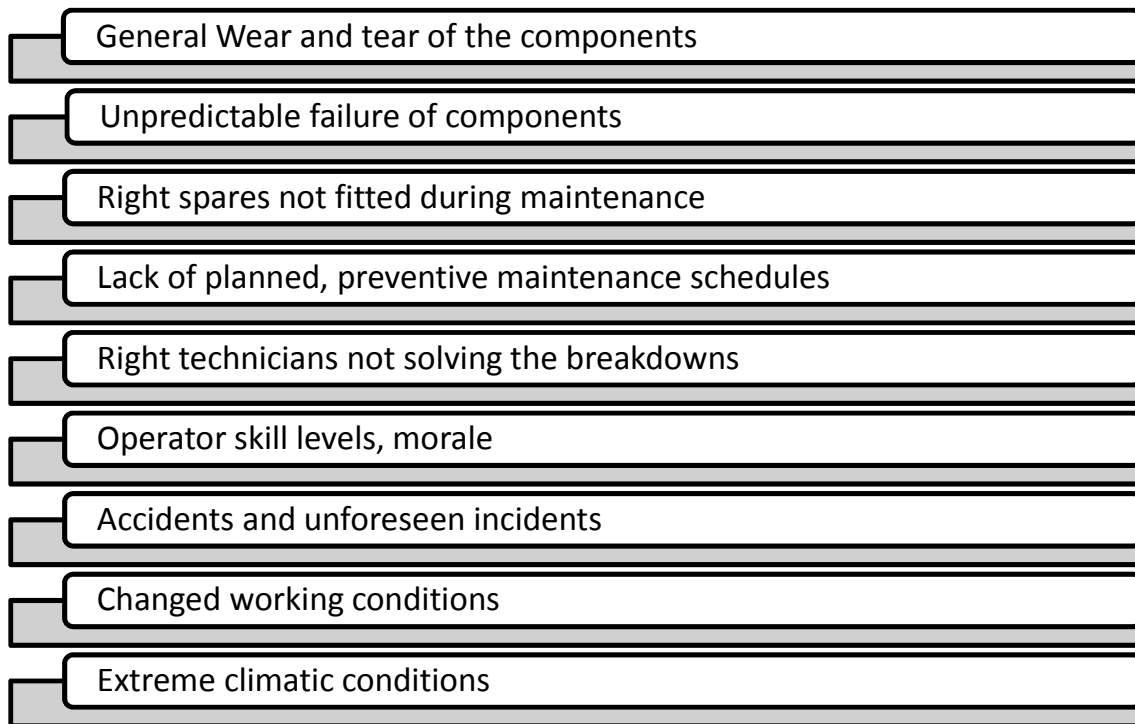 General Wear and tear of the components
Unpredictable failure of components
Right spares not fitted during maintenance
Lack of planned, preventive maintenance schedules
Right technicians not solving the breakdowns
Operator skill levels, morale
Accidents and unforeseen incidents
Changed working conditions
Extreme climatic conditions